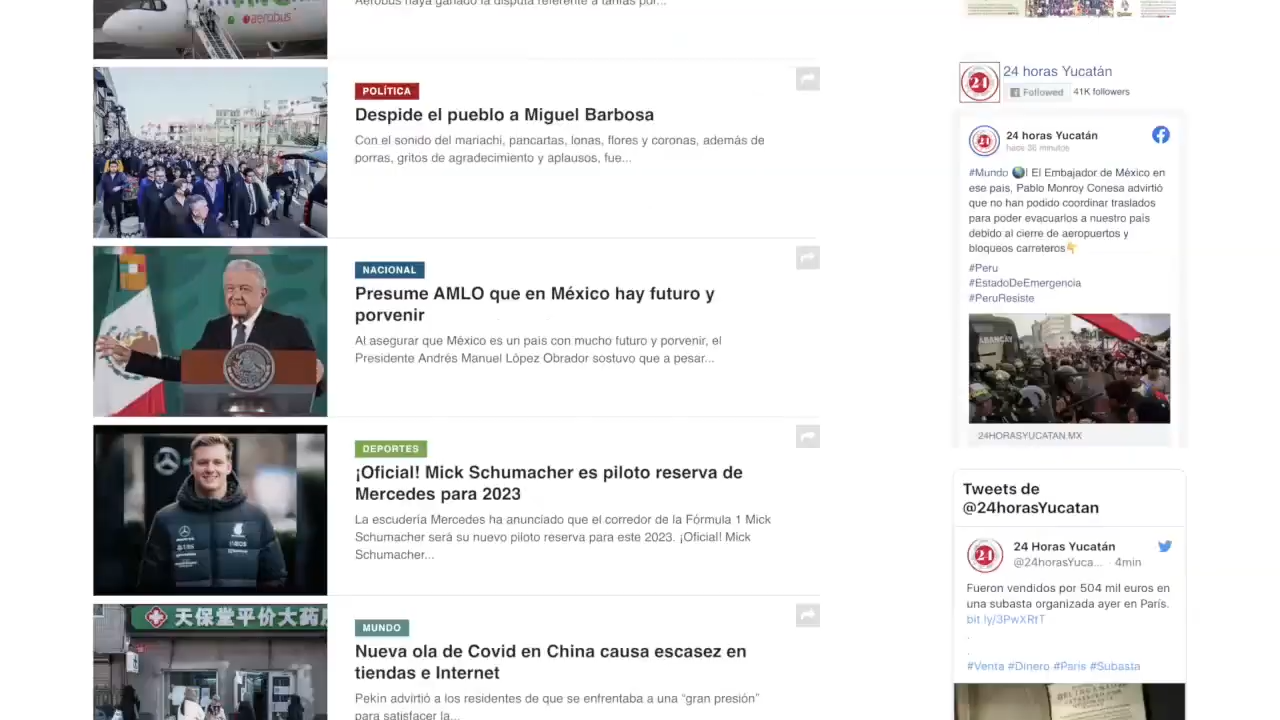 aerobus
Aerobus haya ganado la disputa referente a tarifas por...
POLÍTICA
Despide el pueblo a Miguel Barbosa
Con el sonido del mariachi, pancartas, lonas, flores y coronas, además de
porras, gritos de agradecimiento y aplausos, fue...
NACIONAL
Presume AMLO que en México hay futuro y
porvenir
Al asegurar que México es un país con mucho futuro y porvenir, el
Presidente Andrés Manuel López Obrador sostuvo que a pesar...
DEPORTES
¡Oficial! Mick Schumacher es piloto reserva de
Mercedes para 2023
La escudería Mercedes ha anunciado que el corredor de la Fórmula 1 Mick
Schumacher será su nuevo piloto reserva para este 2023. ¡Oficial! Mick
Schumacher...
天保堂平价大药房
MUNDO
Nueva ola de Covid en China causa escasez en
tiendas e Internet
Pekín advirtió a los residentes de que se enfrentaba a una “gran presión”
para satisfacer la...
24
24 horas Yucatán
Followed
41K followers
24
24 horas Yucatán
hace 38 minutos
#Mundo 🌎| El Embajador de México en
ese país, Pablo Monroy Conesa advirtió
que no han podido coordinar traslados
para poder evacuarlos a nuestro país
debido al cierre de aeropuertos y
bloqueos carreteros👇
#Peru
#EstadoDeEmergencia
#PeruResiste
ABANCAY
24HORASYUCATAN.MX
Tweets de
@24horasYucatan
24
24 Horas Yucatán
@24horasYuca... · 4min
Fueron vendidos por 504 mil euros en
una subasta organizada ayer en París.
bit.ly/3PwXRfT
.
.
#Venta #Dinero #París #Subasta